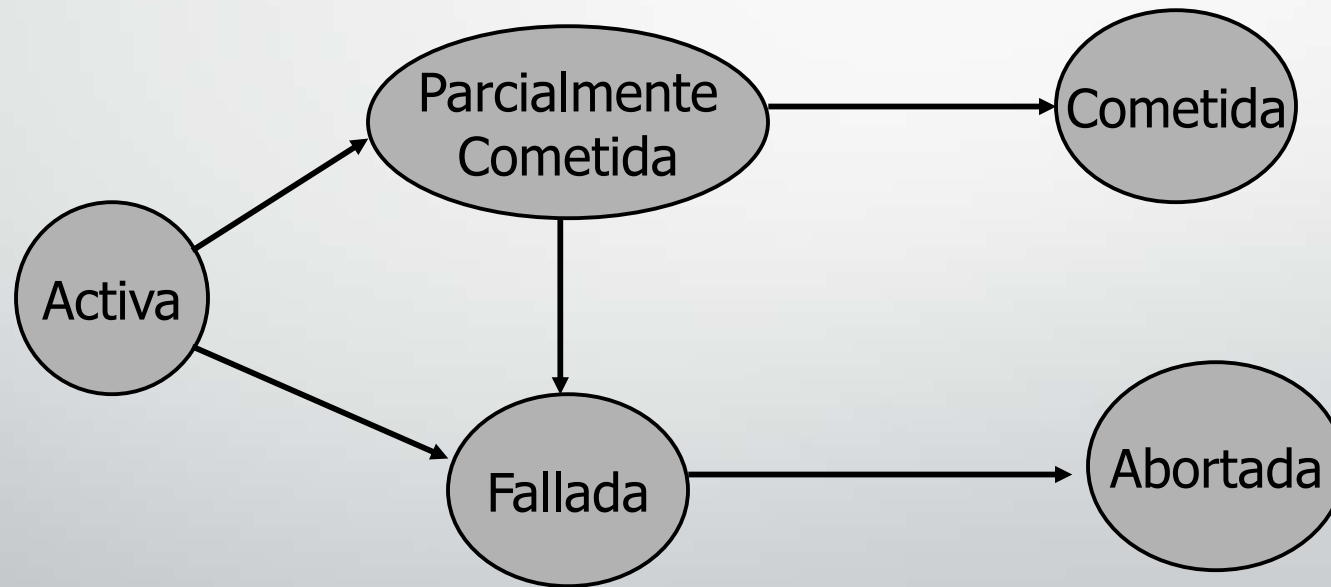 Parcialmente
Cometida
Cometida
Activa
Fallada
Abortada